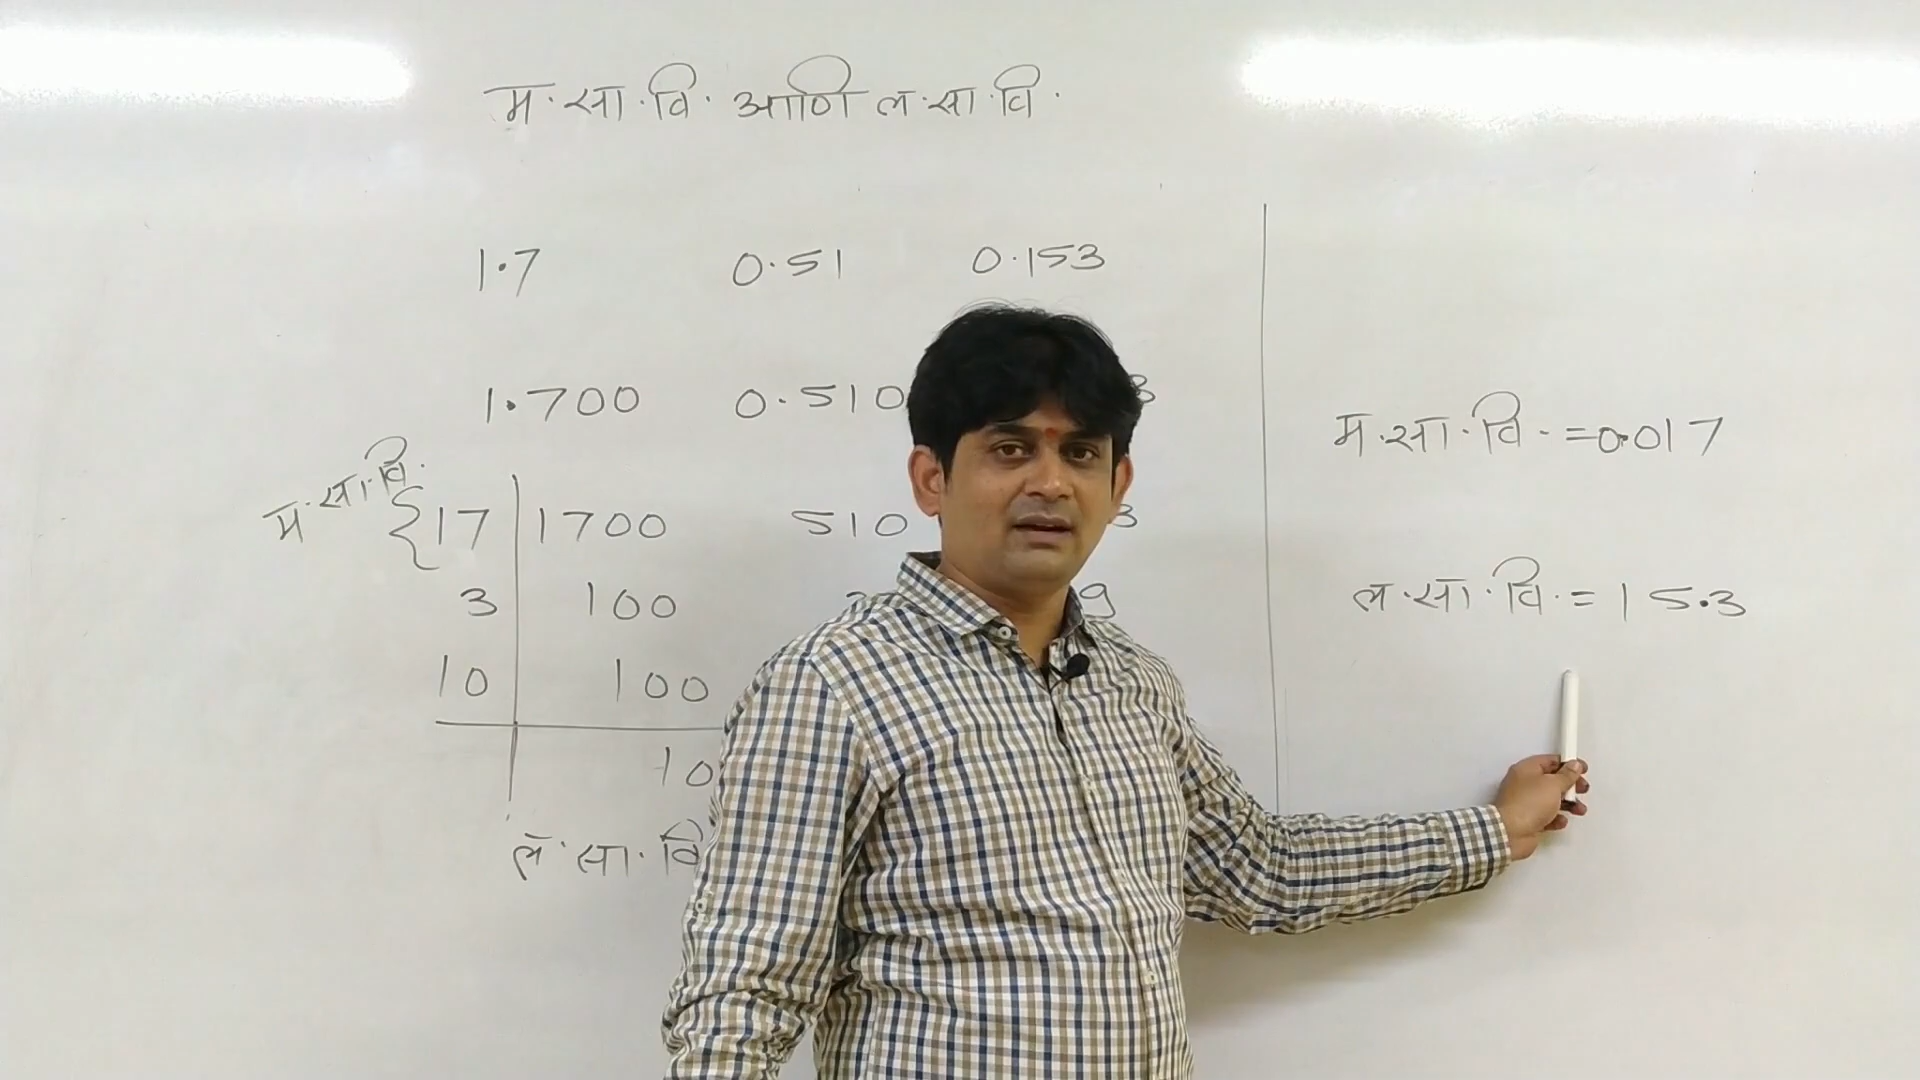 म.सा.वि. आणि ल.सा.वि.
1.7 0.51 0.153
1.700 0.510
म.सा.वि. {17 1700 510
3 100 9
10 100
10
ल.सा.वि
म.सा.वि. = 0.017
ल.सा.वि. = 15.3